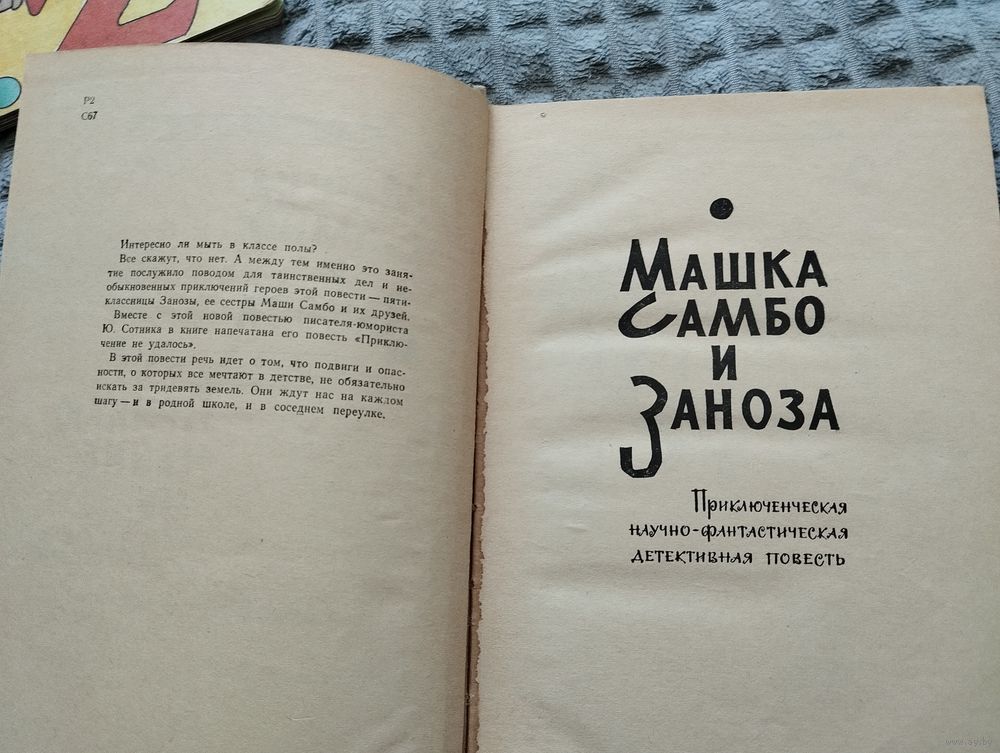 Р2
С67
Интересно ли мыть в классе полы?
Все скажут, что нет. А между тем именно это заня-
тие послужило поводом для таинственных дел и не-
обыкновенных приключений героев этой повести — пяти-
классницы Занозы, ее сестры Маши Самбо и их друзей.
Вместе с этой новой повестью писателя-юмориста
Ю. Сотника в книге напечатана его повесть «Приклю-
чение не удалось».
В этой повести речь идет о том, что подвиги и опас-
ности, о которых все мечтают в детстве, не обязательно
искать за тридевять земель. Они ждут нас на каждом
шагу — и в родной школе, и в соседнем переулке.
МАШКА
САМБО
И
ЗАНОЗА
Приключенческая
научно-фантастическая
детективная повесть
www.ay.by